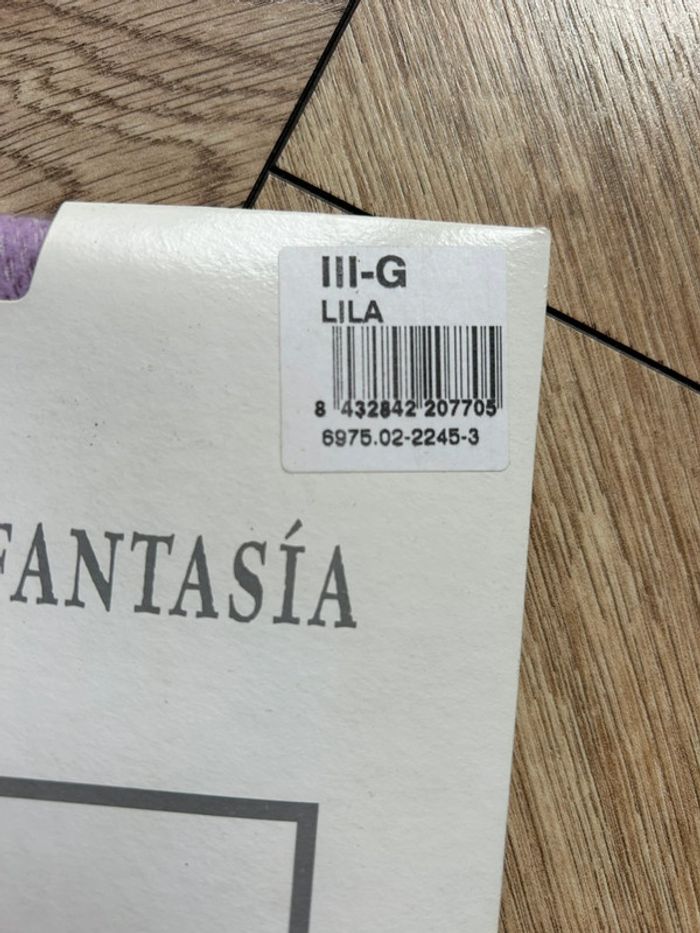 III-G
LILA
8 432842 207705
6975.02-2245-3
FANTASÍA